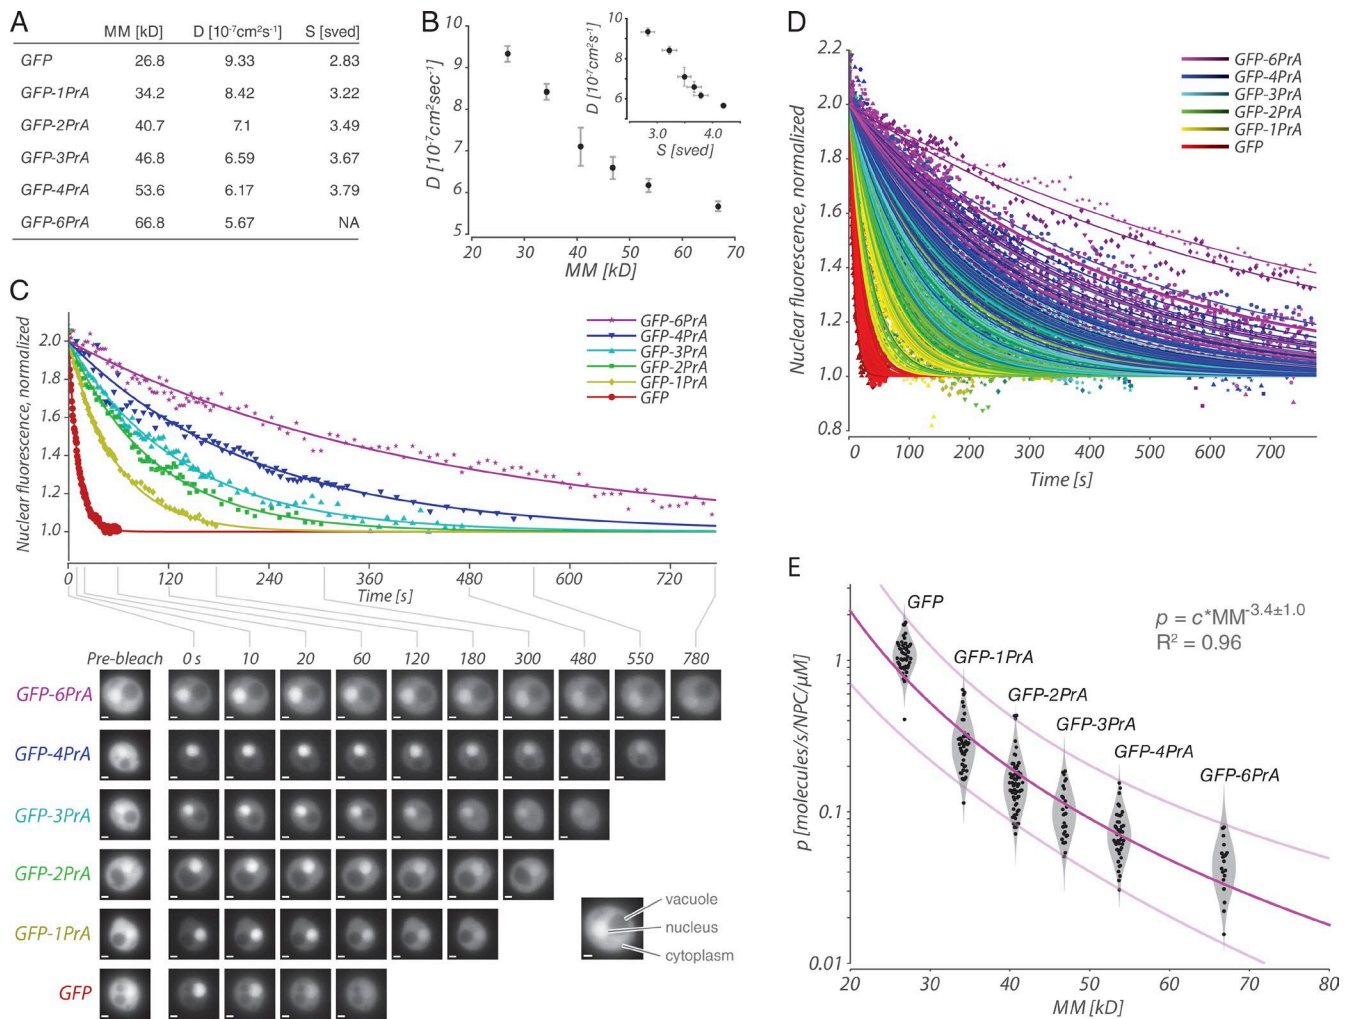 A
MM [kD] D [10-7cm2s-1] S [sved]
GFP 26.8 9.33 2.83
GFP-1PrA 34.2 8.42 3.22
GFP-2PrA 40.7 7.1 3.49
GFP-3PrA 46.8 6.59 3.67
GFP-4PrA 53.6 6.17 3.79
GFP-6PrA 66.8 5.67 NA
B
D [10-7cm2sec-1]
10
9
8
7
6
5
20 30 40 50 60 70
MM [kD]
D [10-7cm2s-1]
10
8
6
3.0 4.0
S [sved]
C
Nuclear fluorescence, normalized
2.0
1.8
1.6
1.4
1.2
1.0
GFP-6PrA
GFP-4PrA
GFP-3PrA
GFP-2PrA
GFP-1PrA
GFP
0 120 240 360 480 600 720
Time [s]
Pre-bleach 0 s 10 20 60 120 180 300 480 550 780
GFP-6PrA
GFP-4PrA
GFP-3PrA
GFP-2PrA
GFP-1PrA
GFP
vacuole
nucleus
cytoplasm
D
Nuclear fluorescence, normalized
2.2
2.0
1.8
1.6
1.4
1.2
1.0
0.8
GFP-6PrA
GFP-4PrA
GFP-3PrA
GFP-2PrA
GFP-1PrA
GFP
0 100 200 300 400 500 600 700
Time [s]
E
p [molecules/s/NPC/µM]
1
0.1
0.01
GFP
GFP-1PrA
GFP-2PrA
GFP-3PrA
GFP-4PrA
GFP-6PrA
p = c*MM-3.4±1.0
R2 = 0.96
20 30 40 50 60 70 80
MM [kD]